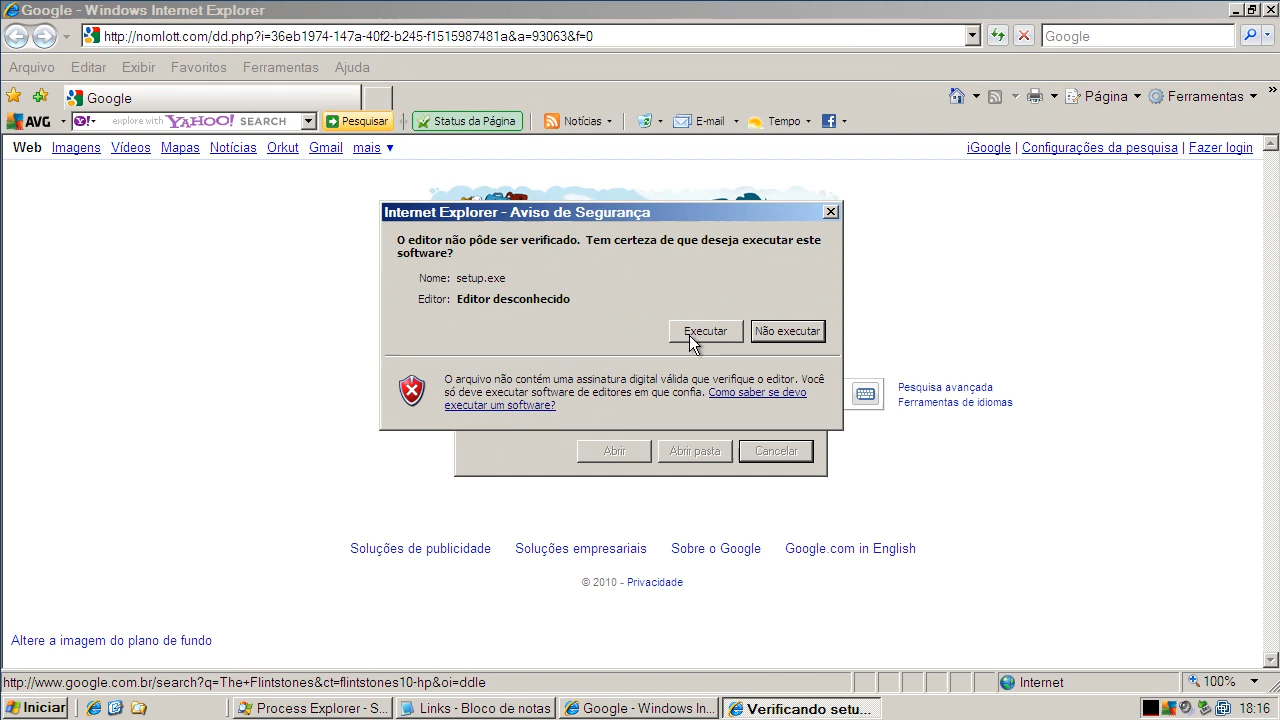 Google - Windows Internet Explorer
http://nomlott.com/dd.php?i=36eb1974-147a-40f2-b245-f1515987481a&a=93063&f=0
Google
Arquivo Editar Exibir Favoritos Ferramentas Ajuda
Google
Página Ferramentas
AVG Y! explore with YAHOO! SEARCH Pesquisar Status da Página Notícias E-mail Tempo
Web Imagens Vídeos Mapas Notícias Orkut Gmail mais ▼ iGoogle | Configurações da pesquisa | Fazer login
Internet Explorer - Aviso de Segurança
O editor não pôde ser verificado. Tem certeza de que deseja executar este
software?
Nome: setup.exe
Editor: Editor desconhecido
Executar Não executar
O arquivo não contém uma assinatura digital válida que verifique o editor. Você
só deve executar software de editores em que confia. Como saber se devo
executar um software?
Pesquisa avançada
Ferramentas de idiomas
Abrir Abrir pasta Cancelar
Soluções de publicidade Soluções empresariais Sobre o Google Google.com in English
© 2010 - Privacidade
Altere a imagem do plano de fundo
http://www.google.com.br/search?q=The+Flintstones&ct=flintstones10-hp&oi=ddle
Internet 100%
Iniciar Process Explorer - S... Links - Bloco de notas Google - Windows In... Verificando setu... 18:16